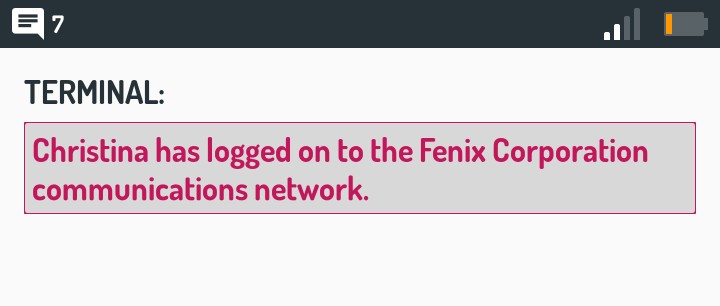 7
TERMINAL:
Christina has logged on to the Fenix Corporation
communications network.